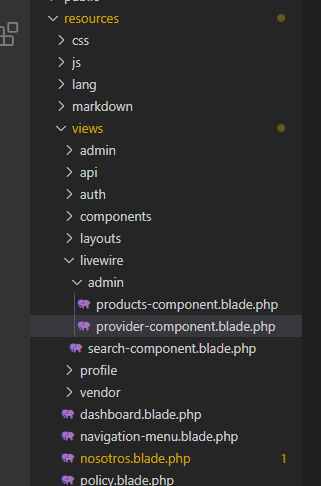 public
resources
css
js
lang
markdown
views
admin
api
auth
components
layouts
livewire
admin
products-component.blade.php
provider-component.blade.php
search-component.blade.php
profile
vendor
dashboard.blade.php
navigation-menu.blade.php
nosotros.blade.php 1
policy.blade.php